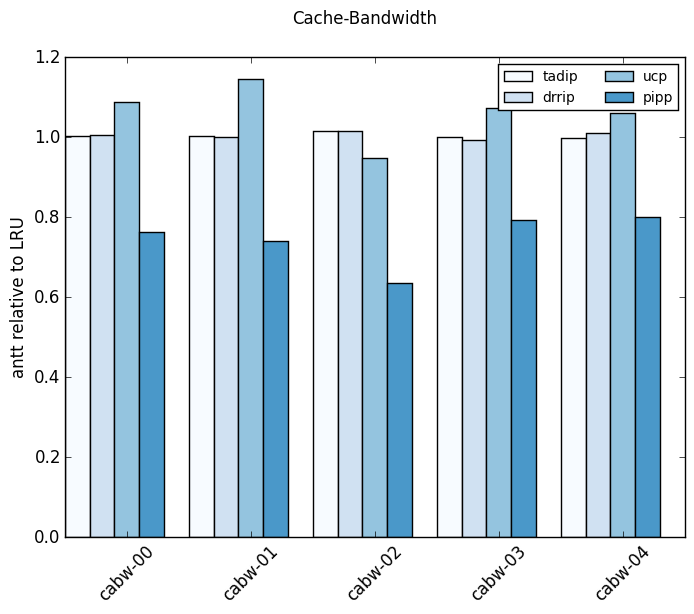 Cache-Bandwidth
antt relative to LRU
1.2
1.0
0.8
0.6
0.4
0.2
0.0
tadip
drrip
ucp
pipp
cabw-00
cabw-01
cabw-02
cabw-03
cabw-04